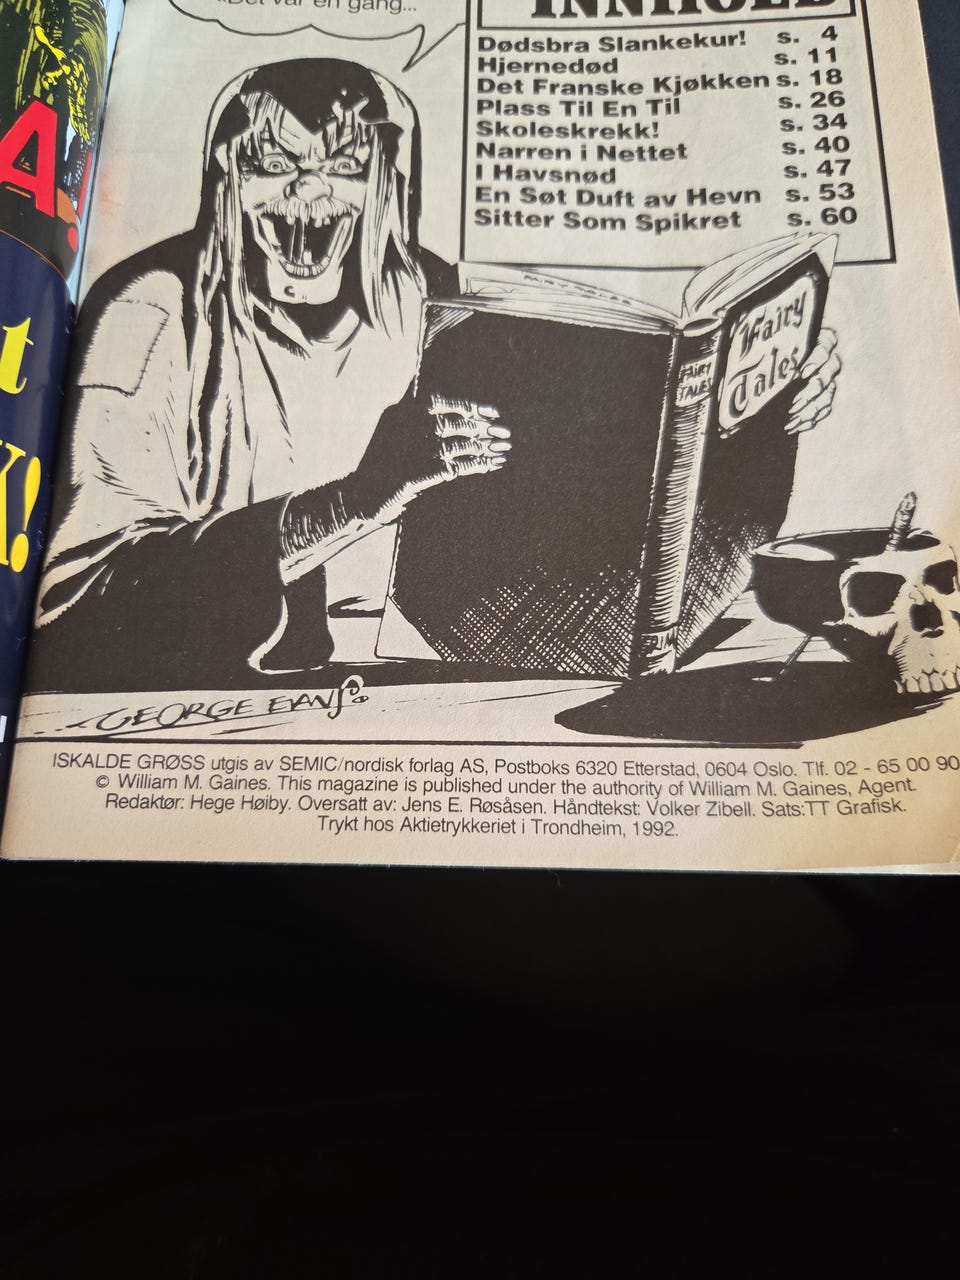 «Det var en gang...
INNHOLD
Dødsbra Slankekur! s. 4
Hjernedød s. 11
Det Franske Kjøkken s. 18
Plass Til En Til s. 26
Skoleskrekk! s. 34
Narren i Nettet s. 40
I Havsnød s. 47
En Søt Duft av Hevn s. 53
Sitter Som Spikret s. 60
Fairy
Tales
FAIRY
TALES
A
t
K!
GEORGE EVANS
ISKALDE GRØSS utgis av SEMIC/nordisk forlag AS, Postboks 6320 Etterstad, 0604 Oslo. Tlf. 02 - 65 00 90
© William M. Gaines. This magazine is published under the authority of William M. Gaines, Agent.
Redaktør: Hege Høiby. Oversatt av: Jens E. Røsåsen. Håndtekst: Volker Zibell. Sats:TT Grafisk.
Trykt hos Aktietrykkeriet i Trondheim, 1992.